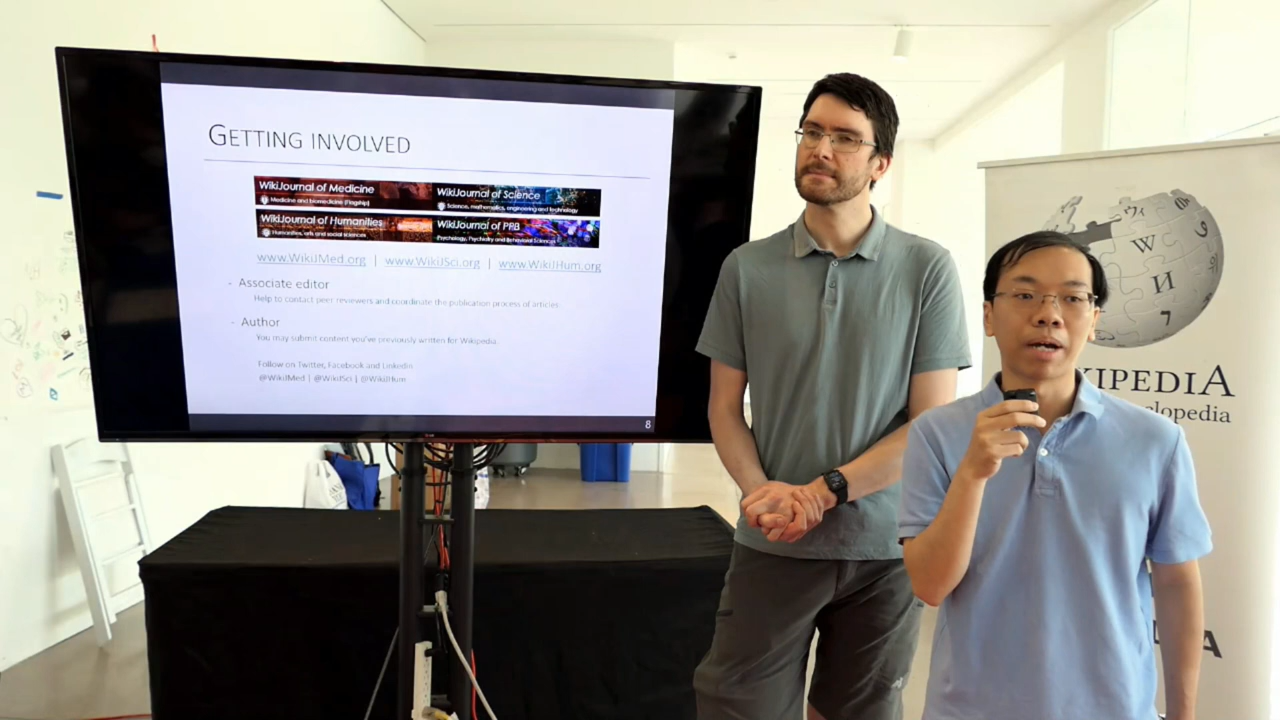 GETTING INVOLVED
WikiJournal of Medicine
Medicine and biomedicine (Flagship)
WikiJournal of Science
Science, mathematics, engineering and technology
WikiJournal of Humanities
Humanities, arts and social sciences
WikiJournal of PPB
Psychology, Psychiatry and Behavioral Sciences
www.WikiJMed.org | www.WikiJSci.org | www.WikiJHum.org
- Associate editor
Help to contact peer reviewers and coordinate the publication process of articles.
- Author
You may submit content you've previously written for Wikipedia.
Follow on Twitter, Facebook and LinkedIn
@WikiJMed | @WikiJSci | @WikiJHum
8
W
И
KIPEDIA
clopedia
A